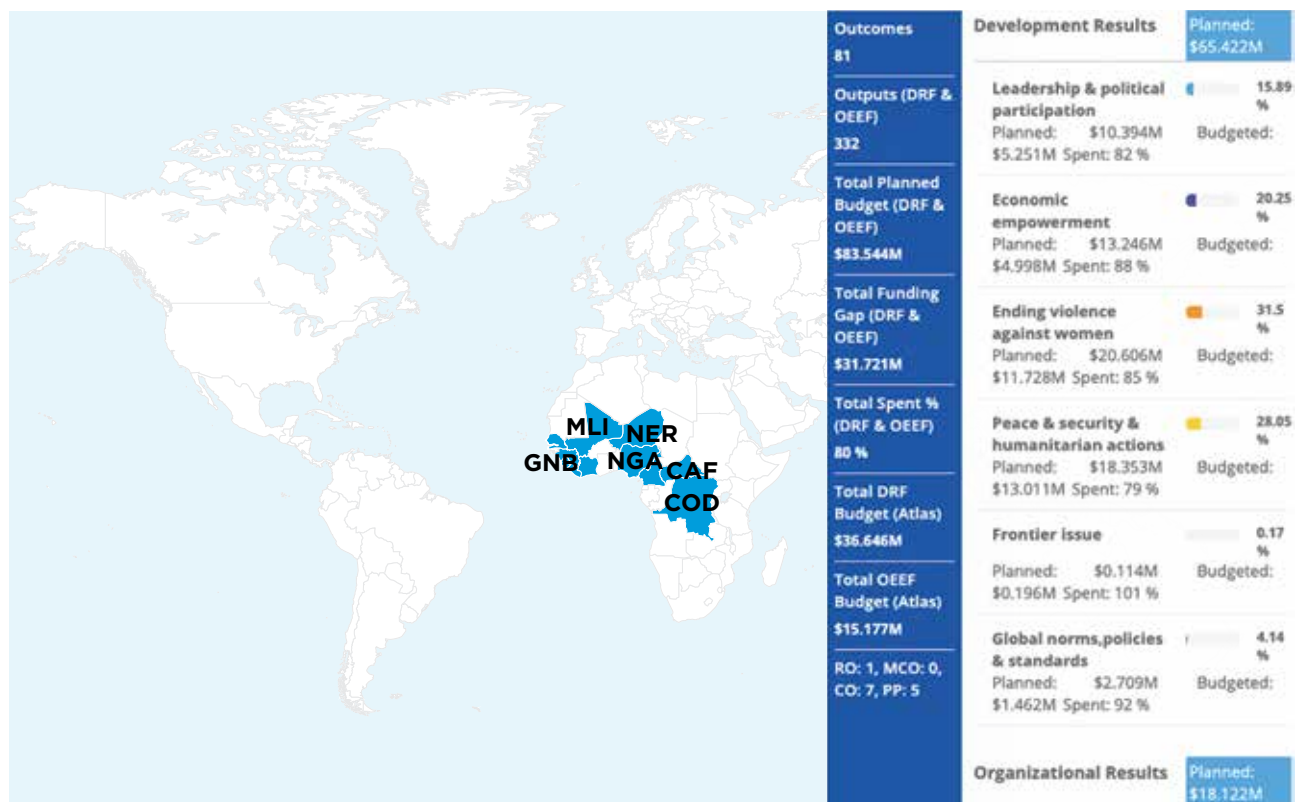 MLI
NER
GNB
NGA
CAF
COD
Outcomes
81
Outputs (DRF &
OEEF)
332
Total Planned
Budget (DRF &
OEEF)
$83.544M
Total Funding
Gap (DRF &
OEEF)
$31.721M
Total Spent %
(DRF & OEEF)
80 %
Total DRF
Budget (Atlas)
$36.646M
Total OEEF
Budget (Atlas)
$15.177M
RO: 1, MCO: 0,
CO: 7, PP: 5
Development Results
Planned:
$65.422M
Leadership & political
participation
15.89
%
Planned: $10.394M Budgeted:
$5.251M Spent: 82 %
Economic
empowerment
20.25
%
Planned: $13.246M Budgeted:
$4.998M Spent: 88 %
Ending violence
against women
31.5
%
Planned: $20.606M Budgeted:
$11.728M Spent: 85 %
Peace & security &
humanitarian actions
28.05
%
Planned: $18.353M Budgeted:
$13.011M Spent: 79 %
Frontier issue
0.17
%
Planned: $0.114M Budgeted:
$0.196M Spent: 101 %
Global norms,policies
& standards
4.14
%
Planned: $2.709M Budgeted:
$1.462M Spent: 92 %
Organizational Results
Planned:
$18.122M